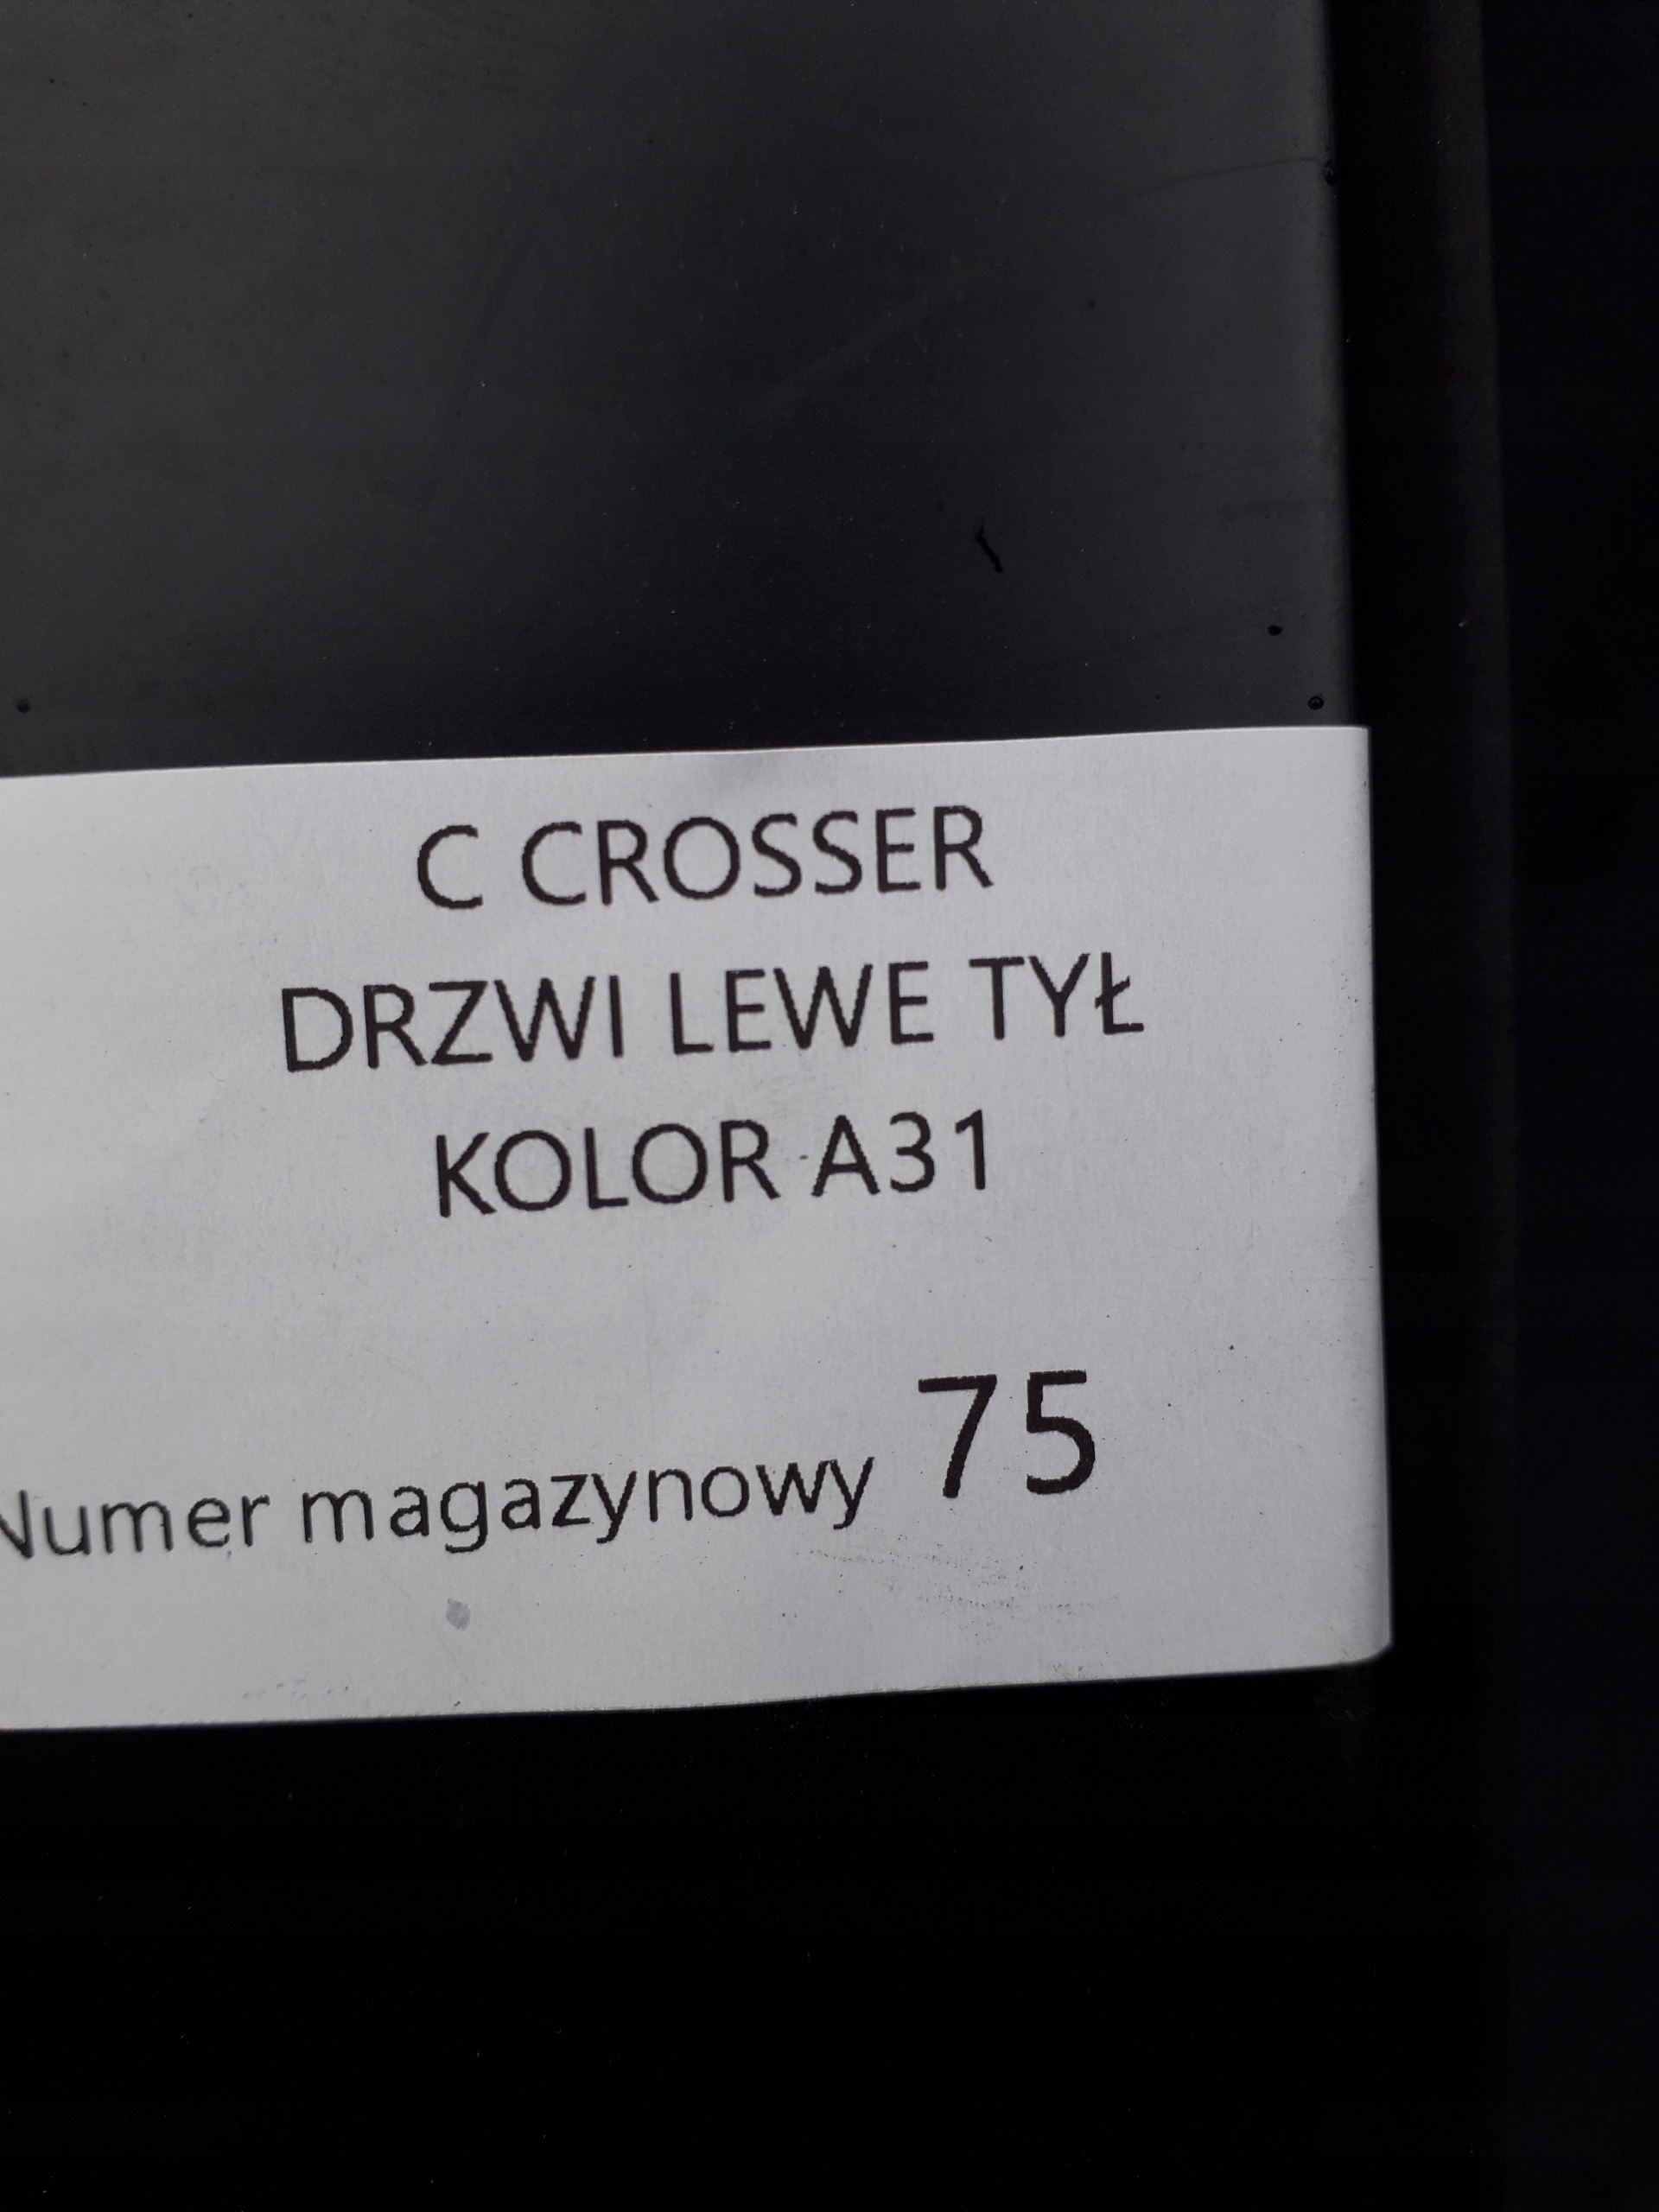 C CROSSER
DRZWI LEWE TYŁ
KOLOR A31
Numer magazynowy 75